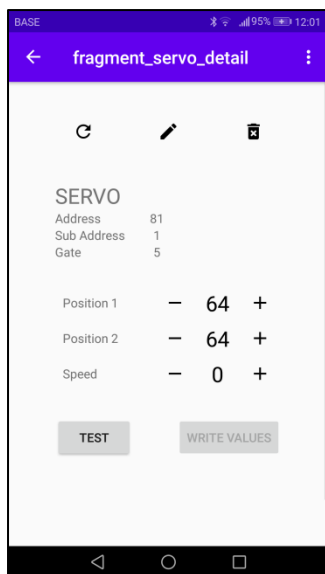 BASE 95% 12:01
fragment_servo_detail
SERVO
Address 81
Sub Address 1
Gate 5
Position 1 − 64 +
Position 2 − 64 +
Speed − 0 +
TEST WRITE VALUES